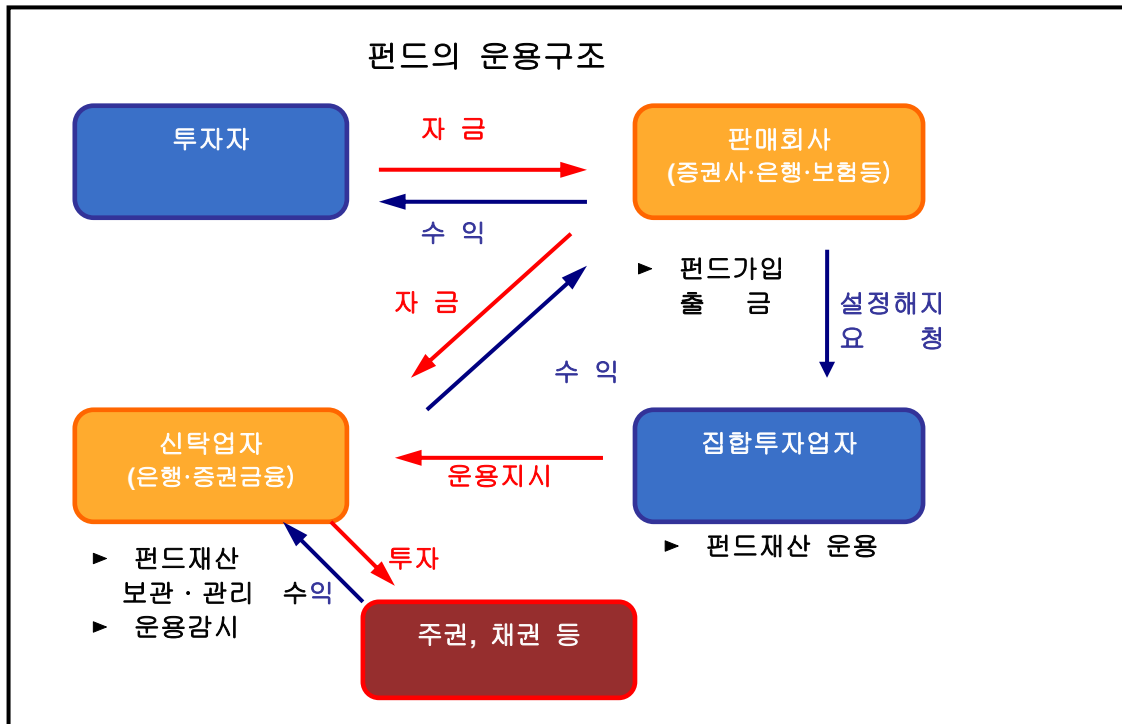 펀드의 운용구조
투자자
자 금
판매회사
(증권사·은행·보험등)
수 익
► 펀드가입
출 금
설정해지
요 청
자 금
수 익
신탁업자
(은행·증권금융)
운용지시
집합투자업자
► 펀드재산 운용
► 펀드재산
보관 · 관리
► 운용감시
수익
투자
주권, 채권 등